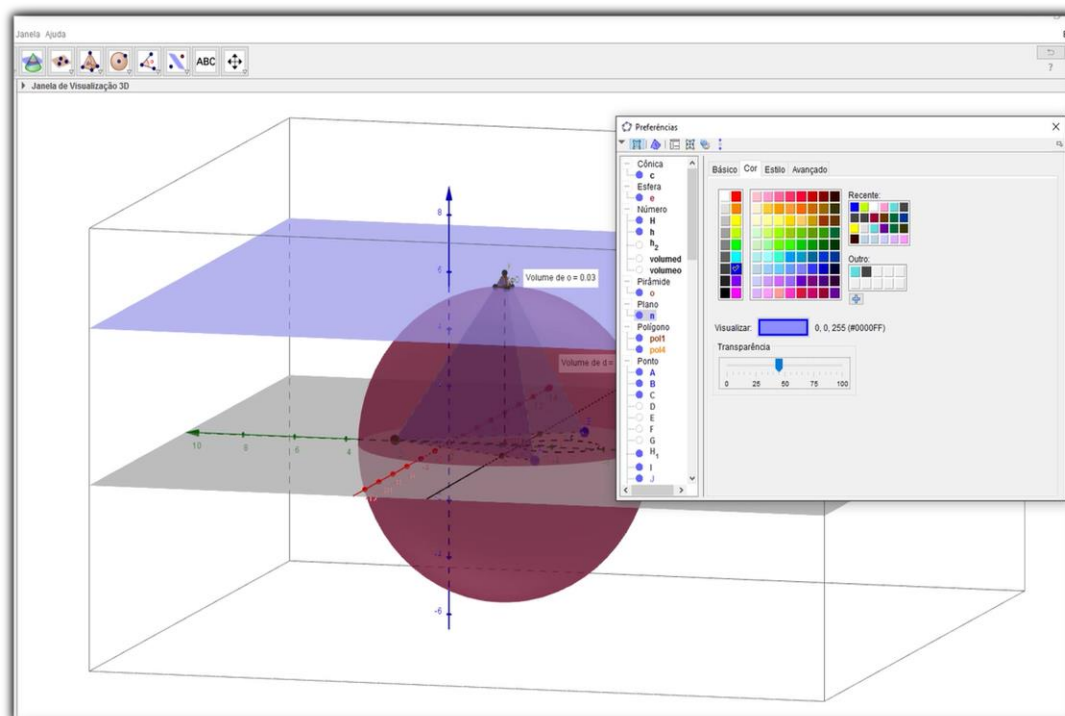 Janela Ajuda
ABC
?
Janela de Visualização 3D
8
6
Volume de o = 0.03
Volume de d =
10
8
6
4
-6
Preferências
Básico Cor Estilo Avançado
Cônica
c
Esfera
e
Número
H
h
h₂
volumed
volumeo
Pirâmide
o
Plano
n
Polígono
pol1
pol4
Ponto
A
B
C
D
E
F
G
H₁
I
J
Recente:
Outro:
Visualizar: 0, 0, 255 (#0000FF)
Transparência
0 25 50 75 100